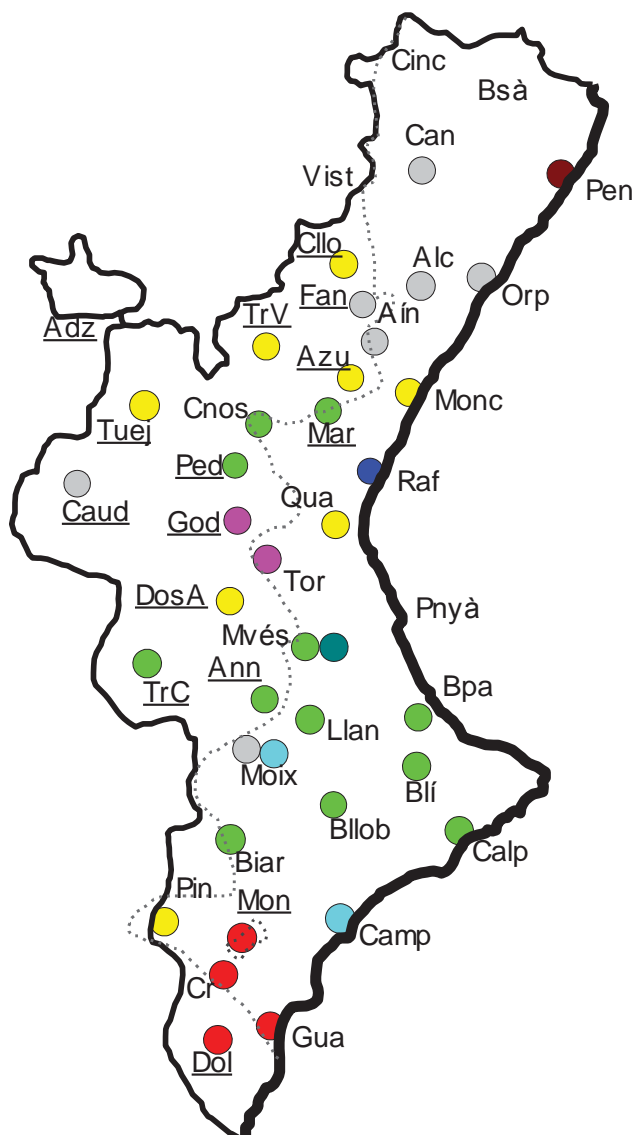 Cinc
Bsà
Can
Vist
Pen
Cllo
Alc
Fan
Orp
TrV
Aín
Adz
Azu
Monc
Cnos
Mar
Tuej
Ped
Raf
Qua
Caud
God
Tor
DosA
Pnyà
Mvés
Ann
TrC
Bpa
Llan
Moix
Blí
Bllob
Calp
Biar
Pin
Mon
Camp
Cr
Gua
Dol